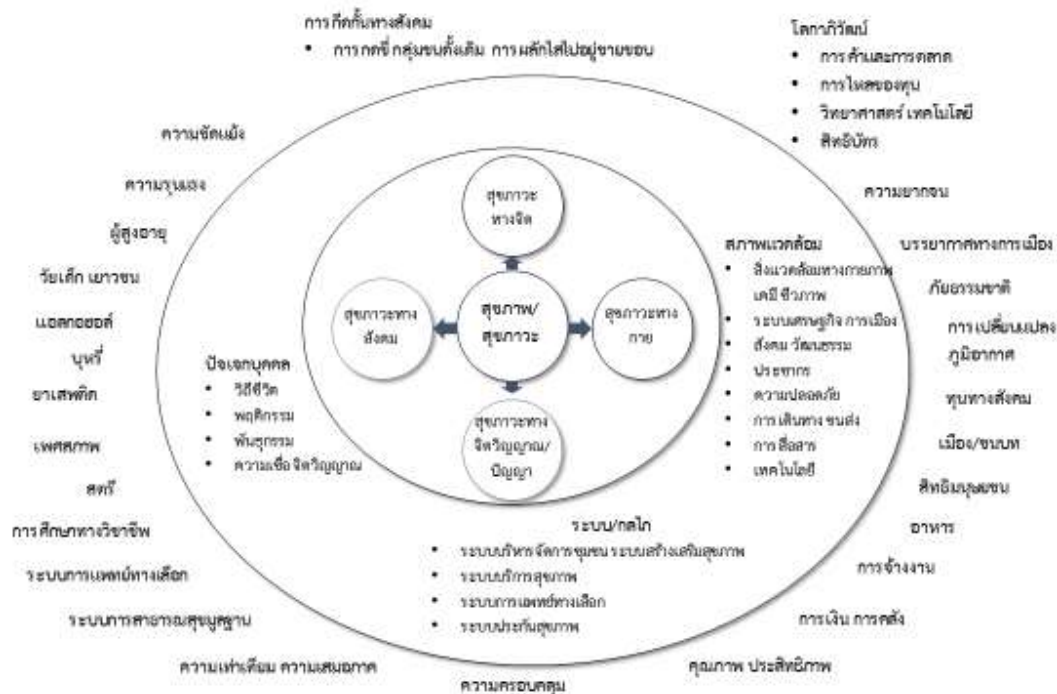 การกีดกั้นทางสังคม
• การกดขี่ กลุ่มชนดั้งเดิม การผลักไสไปอยู่ชายขอบ
โลกาภิวัฒน์
• การค้าและการตลาด
• การไหลของทุน
• วิทยาศาสตร์ เทคโนโลยี
• สิทธิบัตร
ความขัดแย้ง
ความรุนแรง
ผู้สูงอายุ
วัยเด็ก เยาวชน
แอลกอฮอล์
บุหรี่
ยาเสพติด
เพศสภาพ
สตรี
การศึกษาทางวิชาชีพ
ระบบการแพทย์ทางเลือก
ระบบการสาธารณสุขมูลฐาน
ความเท่าเทียม ความเสมอภาค
ความครอบคลุม
คุณภาพ ประสิทธิภาพ
การเงิน การคลัง
การจ้างงาน
อาหาร
สิทธิมนุษยชน
เมือง/ชนบท
ทุนทางสังคม
การเปลี่ยนแปลง
ภูมิอากาศ
ภัยธรรมชาติ
บรรยากาศทางการเมือง
ความยากจน
สุขภาวะ
ทางจิต
สุขภาวะทาง
สังคม
สุขภาพ/
สุขภาวะ
สุขภาวะทาง
กาย
สุขภาวะทาง
จิตวิญญาณ/
ปัญญา
ปัจเจกบุคคล
• วิถีชีวิต
• พฤติกรรม
• พันธุกรรม
• ความเชื่อ จิตวิญญาณ
สภาพแวดล้อม
• สิ่งแวดล้อมทางกายภาพ
เคมี ชีวภาพ
• ระบบเศรษฐกิจ การเมือง
• สังคม วัฒนธรรม
• ประชากร
• ความปลอดภัย
• การเดินทาง ขนส่ง
• การสื่อสาร
• เทคโนโลยี
ระบบ/กลไก
• ระบบบริหารจัดการชุมชน ระบบสร้างเสริมสุขภาพ
• ระบบบริการสุขภาพ
• ระบบการแพทย์ทางเลือก
• ระบบประกันสุขภาพ